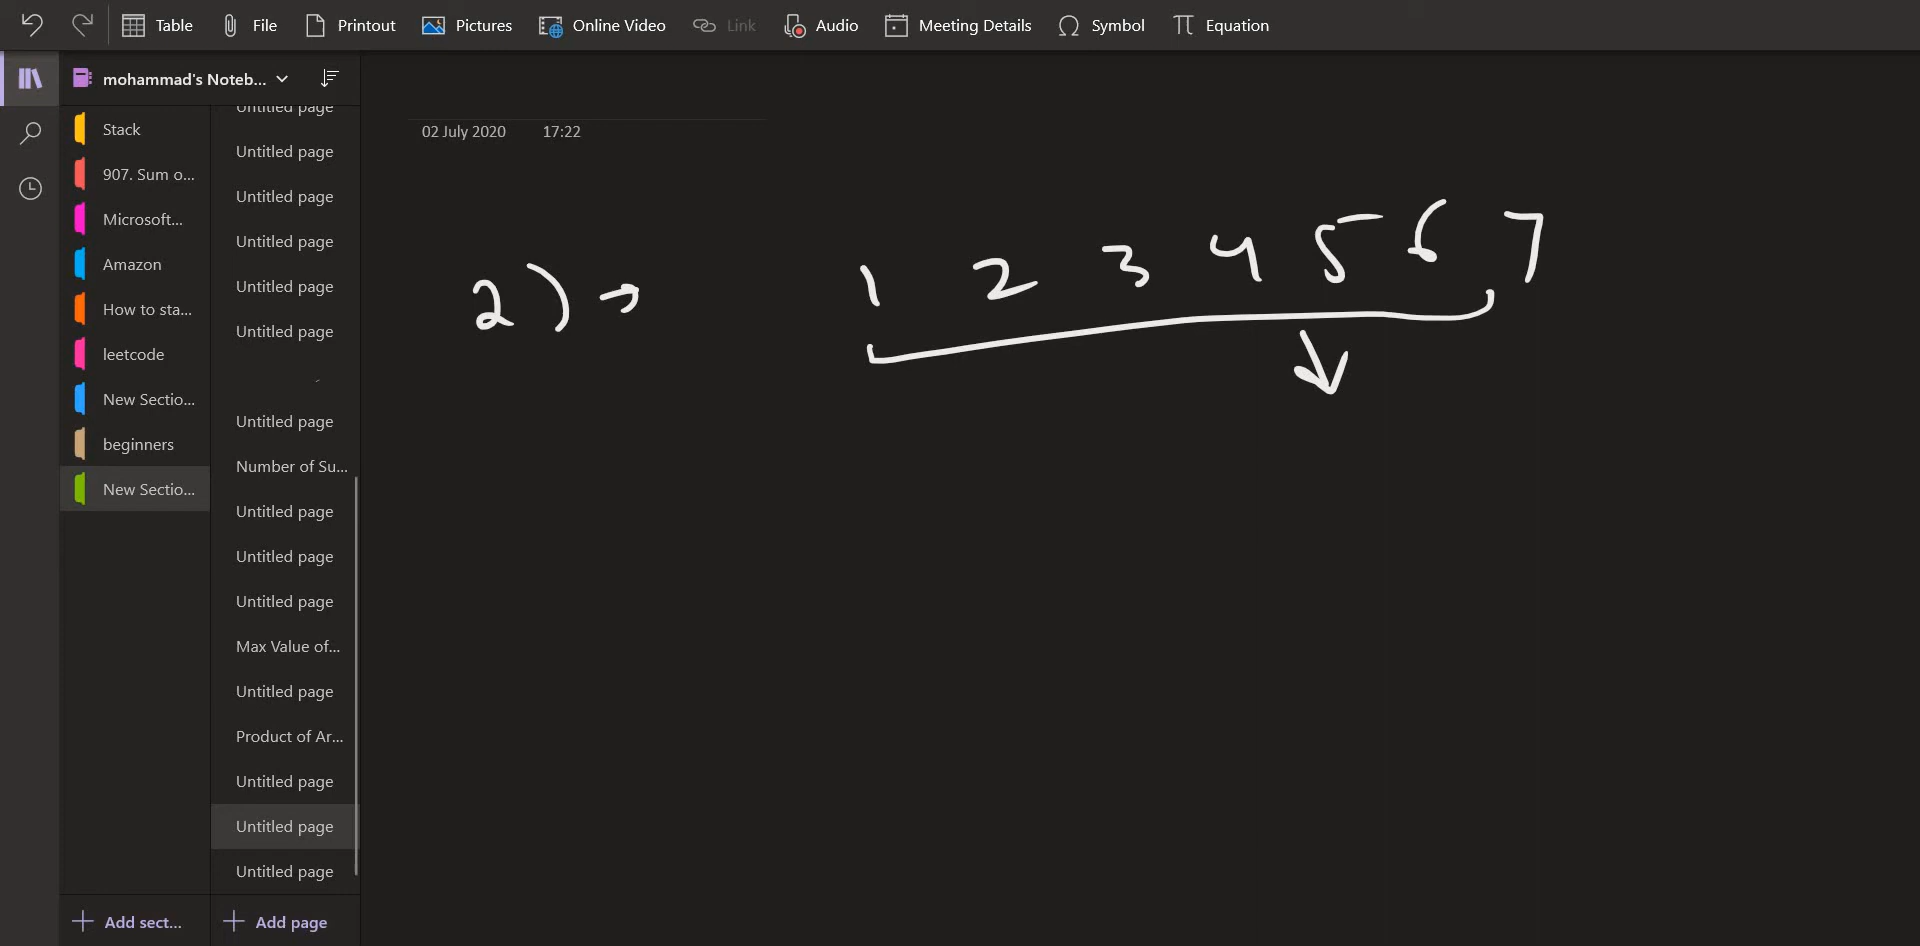 Table File Printout Pictures Online Video Link Audio Meeting Details Symbol Equation
mohammad's Noteb...
Stack
907. Sum o...
Microsoft...
Amazon
How to sta...
leetcode
New Sectio...
beginners
New Sectio...
Add sect...
Untitled page
Untitled page
Untitled page
Untitled page
Untitled page
Untitled page
Untitled page
Number of Su...
Untitled page
Untitled page
Untitled page
Max Value of...
Untitled page
Product of Ar...
Untitled page
Untitled page
Untitled page
Add page
02 July 2020 17:22
2) → 1 2 3 4 5 6 7